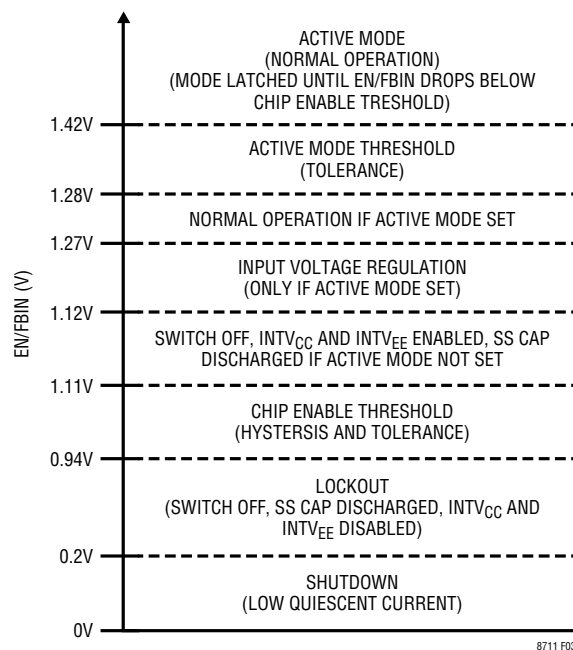 ACTIVE MODE
(NORMAL OPERATION)
(MODE LATCHED UNTIL EN/FBIN DROPS BELOW
CHIP ENABLE TRESHOLD)
1.42V
ACTIVE MODE THRESHOLD
(TOLERANCE)
1.28V
NORMAL OPERATION IF ACTIVE MODE SET
1.27V
INPUT VOLTAGE REGULATION
(ONLY IF ACTIVE MODE SET)
EN/FBIN (V)
1.12V
SWITCH OFF, INTVCC AND INTVEE ENABLED, SS CAP
DISCHARGED IF ACTIVE MODE NOT SET
1.11V
CHIP ENABLE THRESHOLD
(HYSTERSIS AND TOLERANCE)
0.94V
LOCKOUT
(SWITCH OFF, SS CAP DISCHARGED, INTVCC AND
INTVEE DISABLED)
0.2V
SHUTDOWN
(LOW QUIESCENT CURRENT)
0V
8711 F03